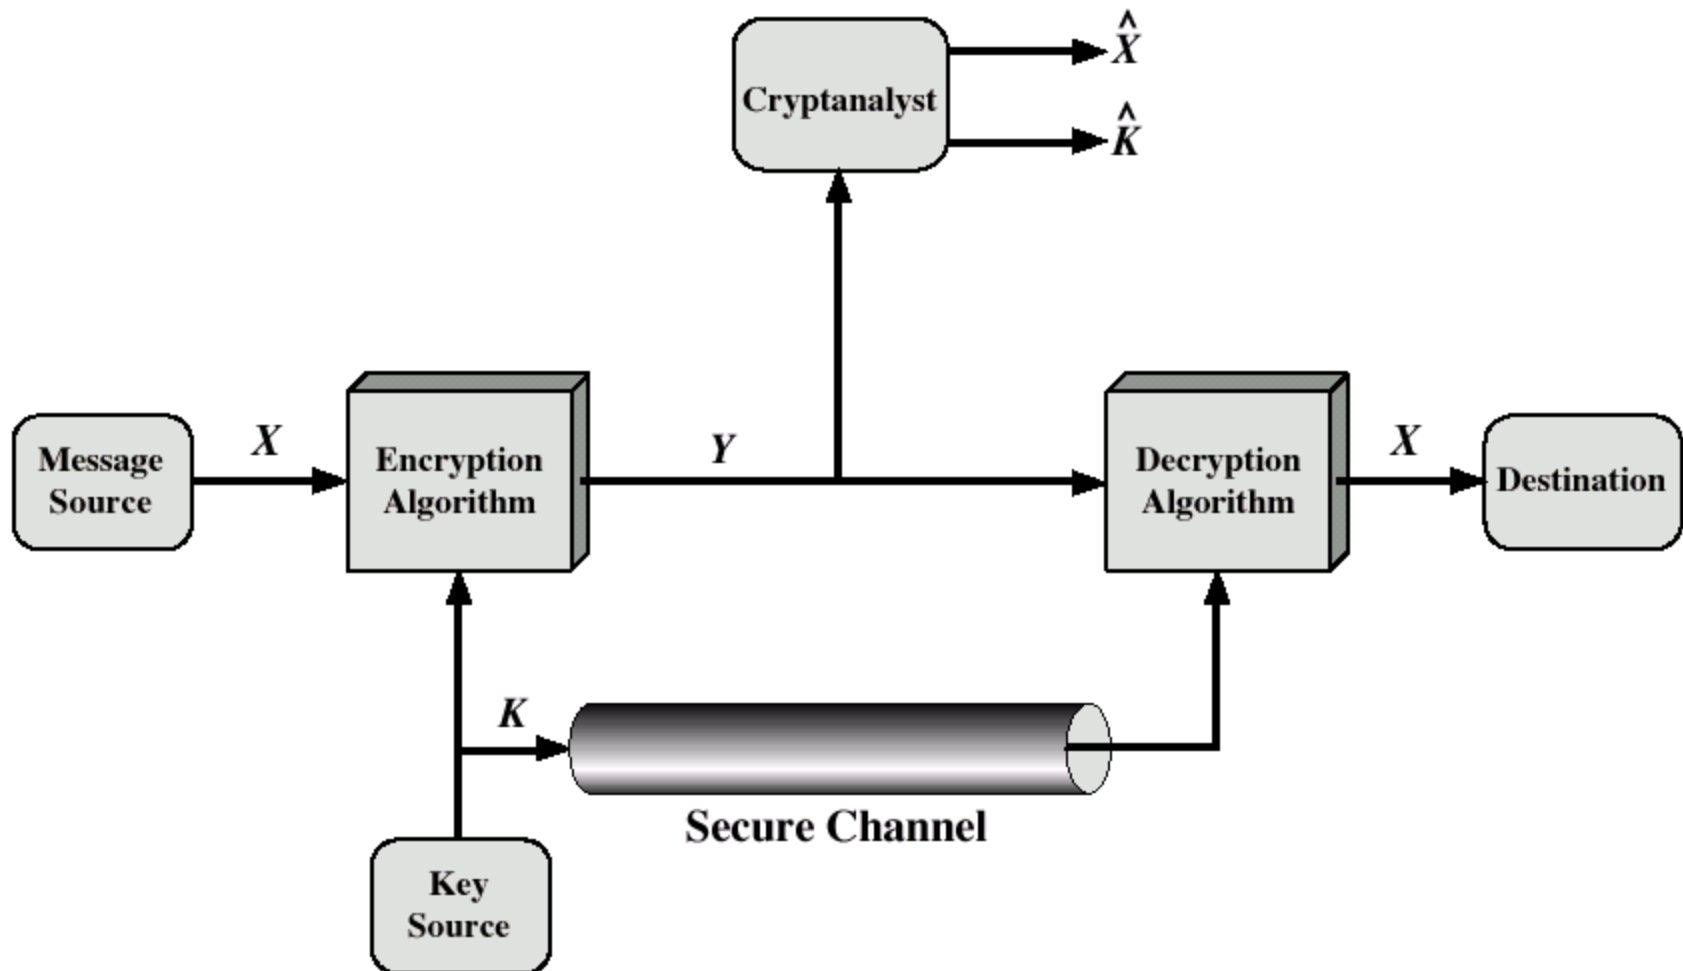 X̂
Cryptanalyst
K̂
X
Y
X
Message
Source
Encryption
Algorithm
Decryption
Algorithm
Destination
K
Secure Channel
Key
Source